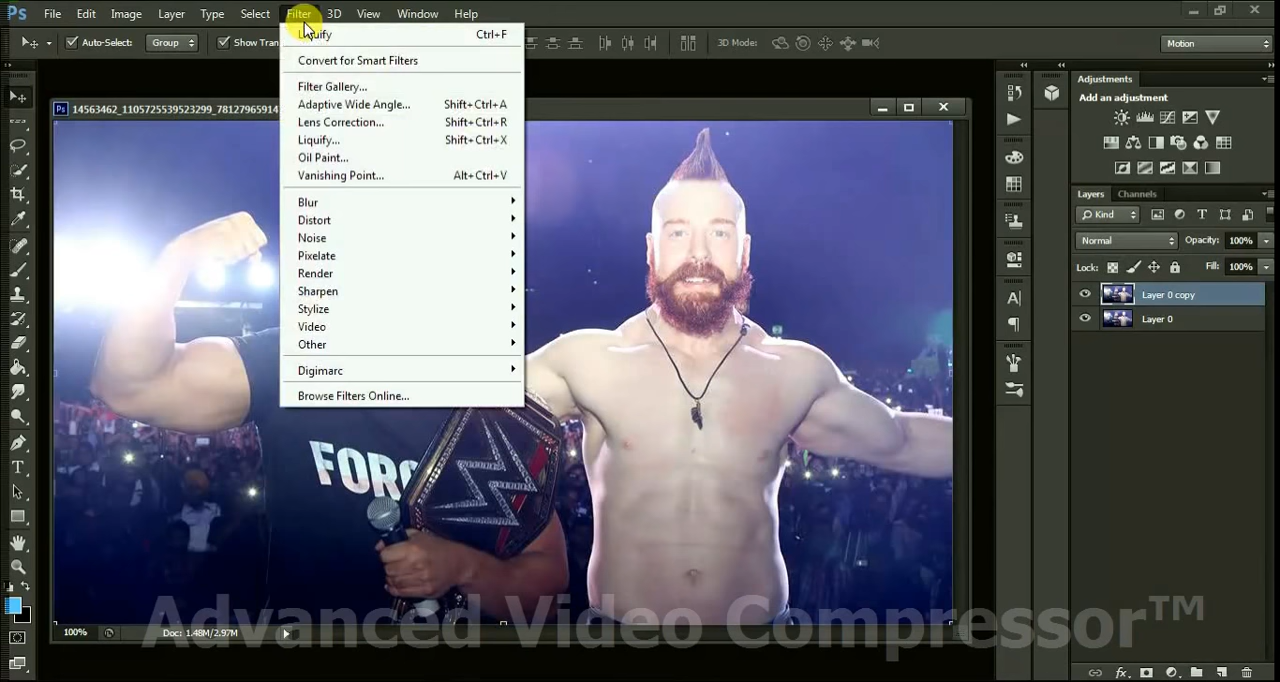 Ps File Edit Image Layer Type Select Filter 3D View Window Help
Auto-Select: Group Show Tran 3D Mode: Motion
Liquify Ctrl+F
Convert for Smart Filters
Filter Gallery...
Adaptive Wide Angle... Shift+Ctrl+A
Lens Correction... Shift+Ctrl+R
Liquify... Shift+Ctrl+X
Oil Paint...
Vanishing Point... Alt+Ctrl+V
Blur
Distort
Noise
Pixelate
Render
Sharpen
Stylize
Video
Other
Digimarc
Browse Filters Online...
Ps 14563462_1105725539523299_78127965914
FORC
Adjustments
Add an adjustment
Layers Channels
Kind
Normal Opacity: 100%
Lock: Fill: 100%
Layer 0 copy
Layer 0
100% Doc: 1.48M/2.97M
Advanced Video Compressor™